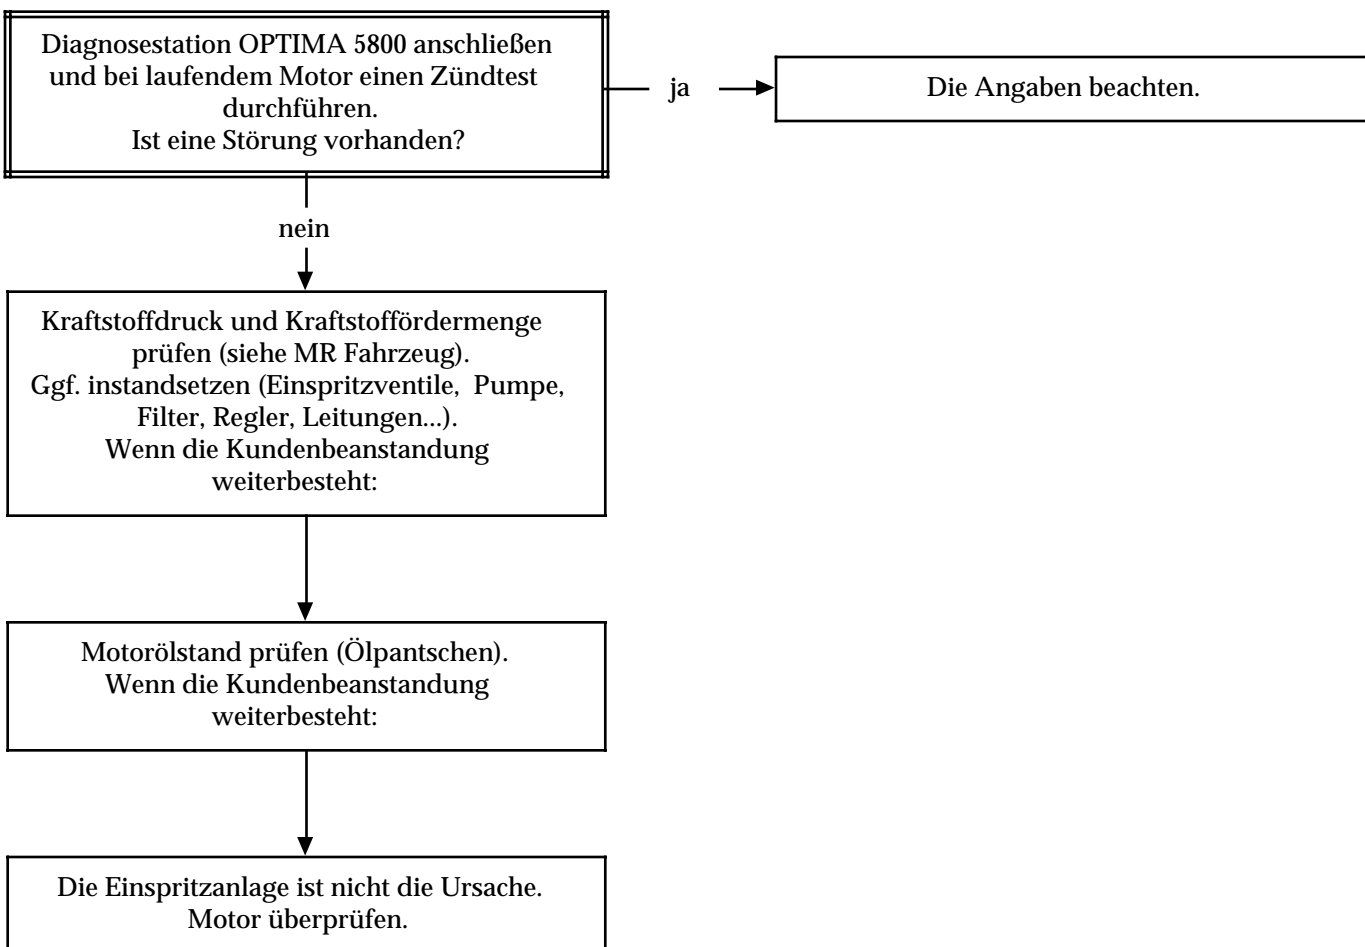 Diagnosestation OPTIMA 5800 anschließen
und bei laufendem Motor einen Zündtest
durchführen.
Ist eine Störung vorhanden?
ja
Die Angaben beachten.
nein
Kraftstoffdruck und Kraftstoffördermenge
prüfen (siehe MR Fahrzeug).
Ggf. instandsetzen (Einspritzventile, Pumpe,
Filter, Regler, Leitungen...).
Wenn die Kundenbeanstandung
weiterbesteht:
Motorölstand prüfen (Ölpantschen).
Wenn die Kundenbeanstandung
weiterbesteht:
Die Einspritzanlage ist nicht die Ursache.
Motor überprüfen.